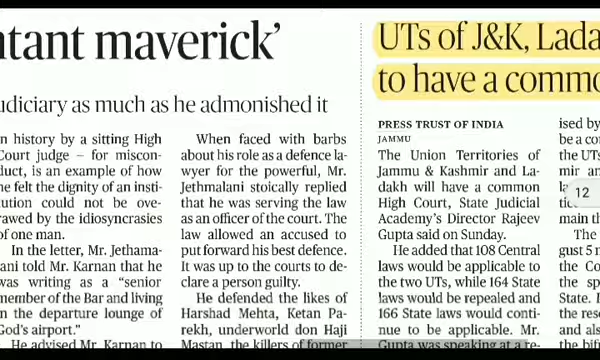 ntant maverick'
udiciary as much as he admonished it
n history by a sitting High
Court judge – for miscon-
duct, is an example of how
he felt the dignity of an insti-
ution could not be over-
rawed by the idiosyncrasies
of one man.
In the letter, Mr. Jethama-
ani told Mr. Karnan that he
was writing as a "senior
member of the Bar and living
n the departure lounge of
God's airport."
He advised Mr. Karnan to
When faced with barbs
about his role as a defence la-
wyer for the powerful, Mr.
Jethmalani stoically replied
that he was serving the law
as an officer of the court. The
law allowed an accused to
put forward his best defence.
It was up to the courts to de-
clare a person guilty.
He defended the likes of
Harshad Mehta, Ketan Pa-
rekh, underworld don Haji
Mastan, the killers of former
UTs of J&K, Lada
to have a commo
PRESS TRUST OF INDIA
JAMMU
The Union Territories of
Jammu & Kashmir and La-
dakh will have a common
High Court, State Judicial
Academy's Director Rajeev
Gupta said on Sunday.
He added that 108 Central
laws would be applicable to
the two UTs, while 164 State
laws would be repealed and
166 State laws would conti-
nue to be applicable. Mr.
Gupta was speaking at a re-
ised by
be a co
the UTs
mir an
la
tic
main th
The
gust 5 n
the Co
the sp
State. I
the res
and als
the bif
12